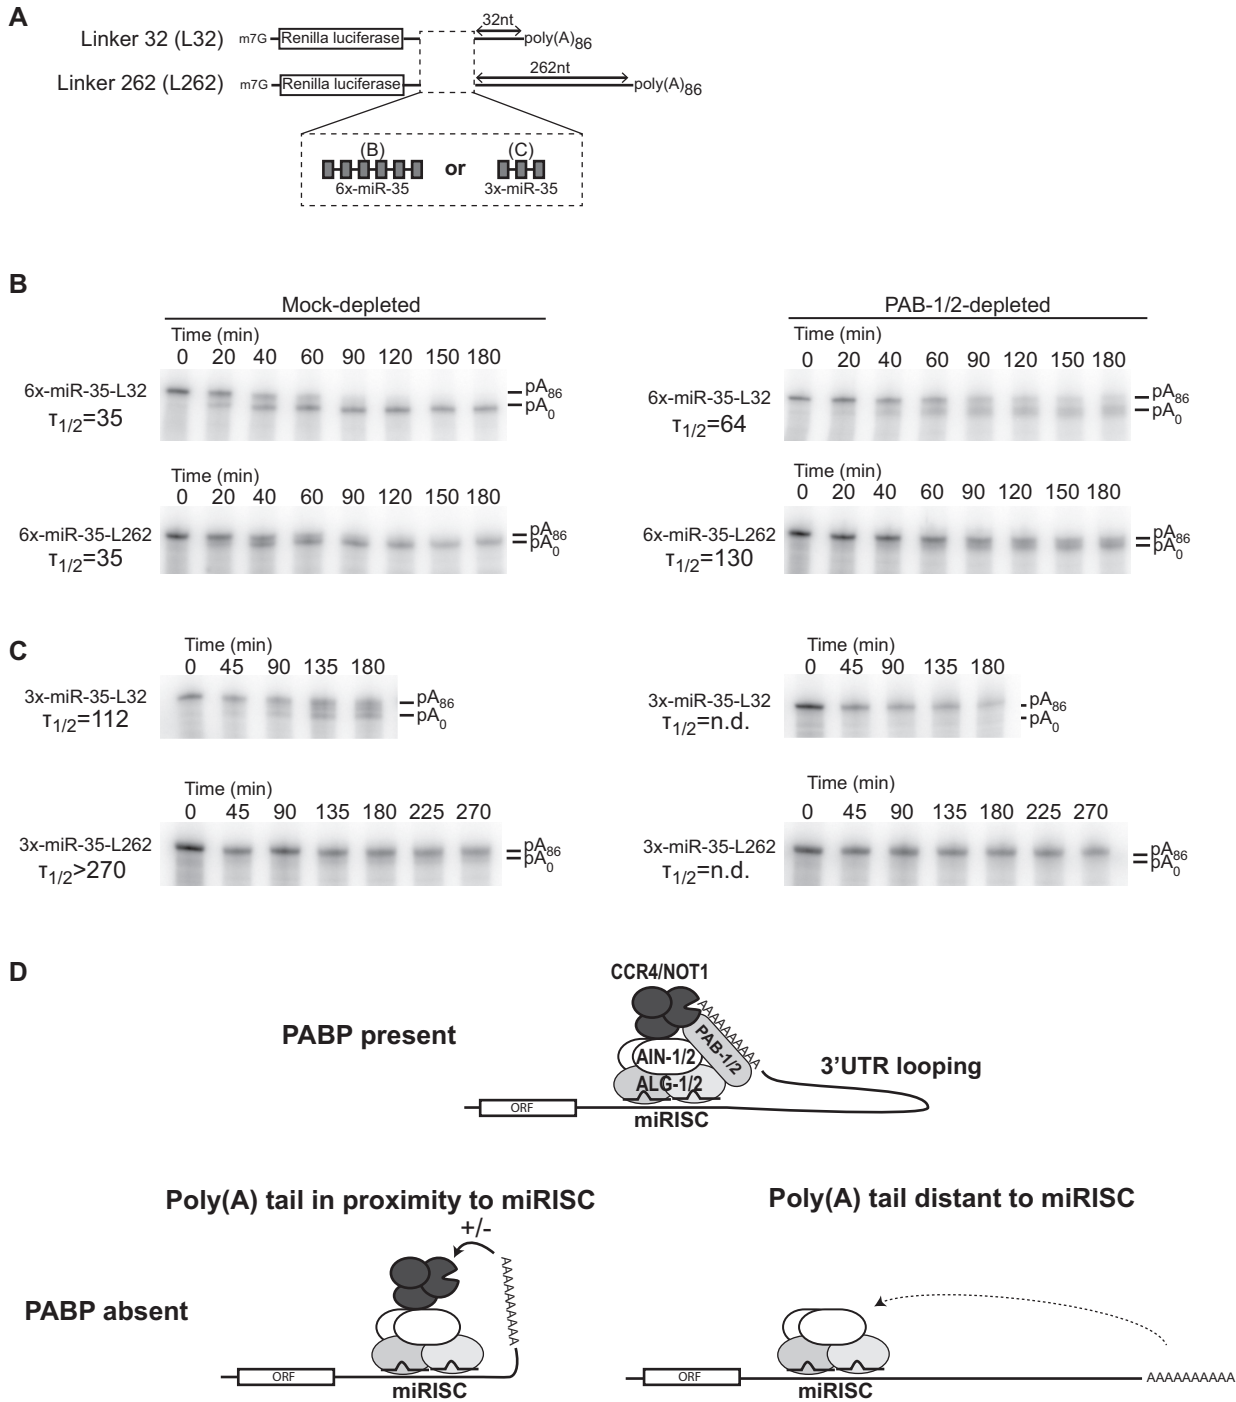 A
Linker 32 (L32) m7G Renilla luciferase 32nt poly(A)86
Linker 262 (L262) m7G Renilla luciferase 262nt poly(A)86
(B) (C)
6x-miR-35 or 3x-miR-35
B
Mock-depleted
Time (min)
0 20 40 60 90 120 150 180
6x-miR-35-L32
τ1/2=35
pA86
pA0
Time (min)
0 20 40 60 90 120 150 180
6x-miR-35-L262
τ1/2=35
pA86
pA0
PAB-1/2-depleted
Time (min)
0 20 40 60 90 120 150 180
6x-miR-35-L32
τ1/2=64
pA86
pA0
Time (min)
0 20 40 60 90 120 150 180
6x-miR-35-L262
τ1/2=130
pA86
pA0
C
Time (min)
0 45 90 135 180
3x-miR-35-L32
τ1/2=112
pA86
pA0
Time (min)
0 45 90 135 180 225 270
3x-miR-35-L262
τ1/2>270
pA86
pA0
Time (min)
0 45 90 135 180
3x-miR-35-L32
τ1/2=n.d.
pA86
pA0
Time (min)
0 45 90 135 180 225 270
3x-miR-35-L262
τ1/2=n.d.
pA86
pA0
D
CCR4/NOT1
PABP present
AAAAAAAAAA
PAB-1/2
AIN-1/2
ALG-1/2
3’UTR looping
ORF
miRISC
Poly(A) tail in proximity to miRISC
+/-
AAAAAAAAAA
PABP absent
ORF
miRISC
Poly(A) tail distant to miRISC
ORF
miRISC
AAAAAAAAAA